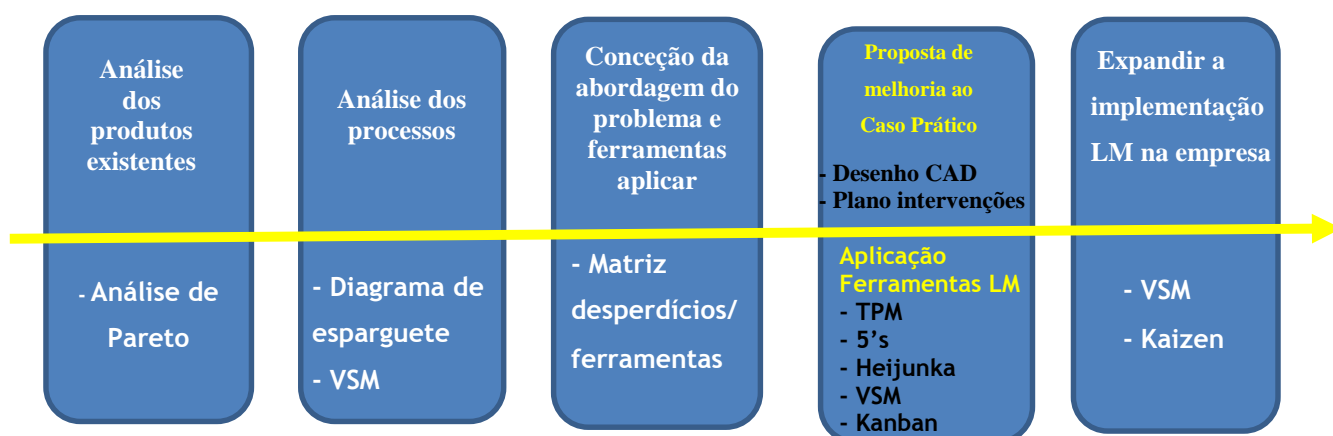 Análise
dos
produtos
existentes
- Análise de
Pareto
Análise dos
processos
- Diagrama de
esparguete
- VSM
Conceção da
abordagem do
problema e
ferramentas
aplicar
- Matriz
desperdícios/
ferramentas
Proposta de
melhoria ao
Caso Prático
- Desenho CAD
- Plano intervenções
Aplicação
Ferramentas LM
- TPM
- 5’s
- Heijunka
- VSM
- Kanban
Expandir a
implementação
LM na empresa
- VSM
- Kaizen